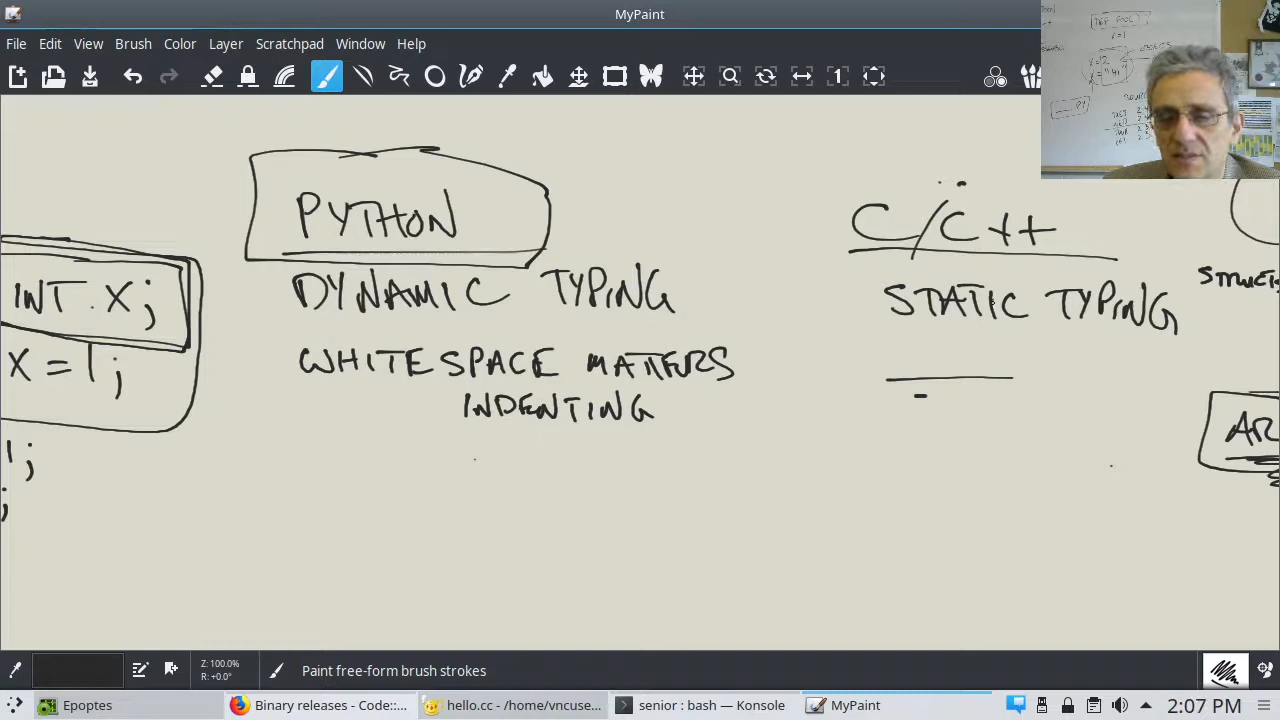 MyPaint
File Edit View Brush Color Layer Scratchpad Window Help
PYTHON
DYNAMIC TYPING
WHITESPACE MATTERS
INDENTING
C/C++
STATIC TYPING
INT X;
X = 1;
1;
;
Z: 100.0%
R: +0.0°
Paint free-form brush strokes
Epoptes
Binary releases - Code::...
hello.cc - /home/vnruse...
senior : bash — Konsole
MyPaint
2:07 PM